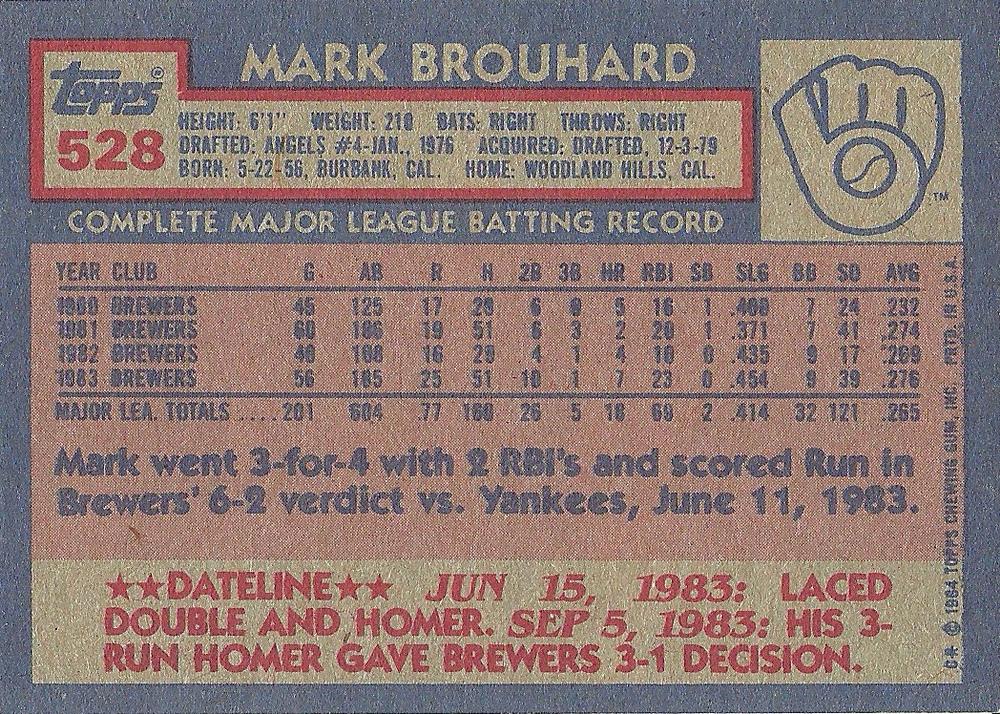 MARK BROUHARD
Topps®
528
HEIGHT: 6'1" WEIGHT: 210 BATS: RIGHT THROWS: RIGHT
DRAFTED: ANGELS #4-JAN., 1976 ACQUIRED: DRAFTED, 12-3-79
BORN: 5-22-56, BURBANK, CAL. HOME: WOODLAND HILLS, CAL.
TM
COMPLETE MAJOR LEAGUE BATTING RECORD
YEAR CLUB G AB R H 2B 3B HR RBI SB SLG BB SO AVG
1980 BREWERS 45 125 17 29 6 0 5 16 1 .400 7 24 .232
1981 BREWERS 60 186 19 51 6 3 2 20 1 .371 7 41 .274
1982 BREWERS 40 108 16 29 4 1 4 10 0 .435 9 17 .269
1983 BREWERS 56 185 25 51 10 1 7 23 0 .454 9 39 .276
MAJOR LEA. TOTALS ..... 201 604 77 160 26 5 18 69 2 .414 32 121 .265
Mark went 3-for-4 with 2 RBI's and scored Run in
Brewers' 6-2 verdict vs. Yankees, June 11, 1983.
★★DATELINE★★ JUN 15, 1983: LACED
DOUBLE AND HOMER. SEP 5, 1983: HIS 3-
RUN HOMER GAVE BREWERS 3-1 DECISION.
C* © 1984 TOPPS CHEWING GUM, INC. PRTD. IN U.S.A.